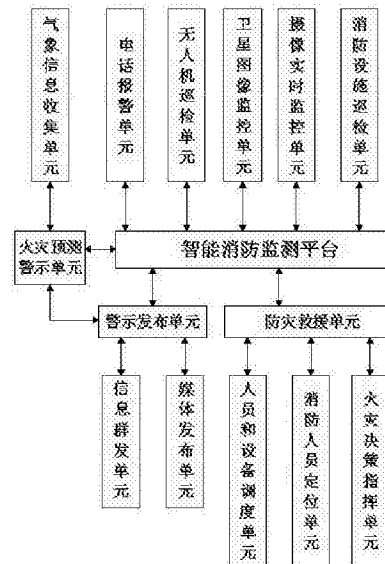 气象信息收集单元
电话报警单元
无人机巡检单元
卫星图像监控单元
摄像实时监控单元
消防设施巡检单元
火灾预测
警示单元
智能消防监测平台
警示发布单元
防灾救援单元
信息群发单元
媒体发布单元
人员和设备调度单元
消防人员定位单元
火灾决策指挥单元